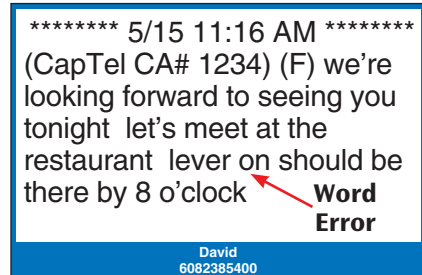 ******** 5/15 11:16 AM ********
(CapTel CA# 1234) (F) we're
looking forward to seeing you
tonight  let's meet at the
restaurant  lever on should be
there by 8 o'clock
Word
Error
David
6082385400